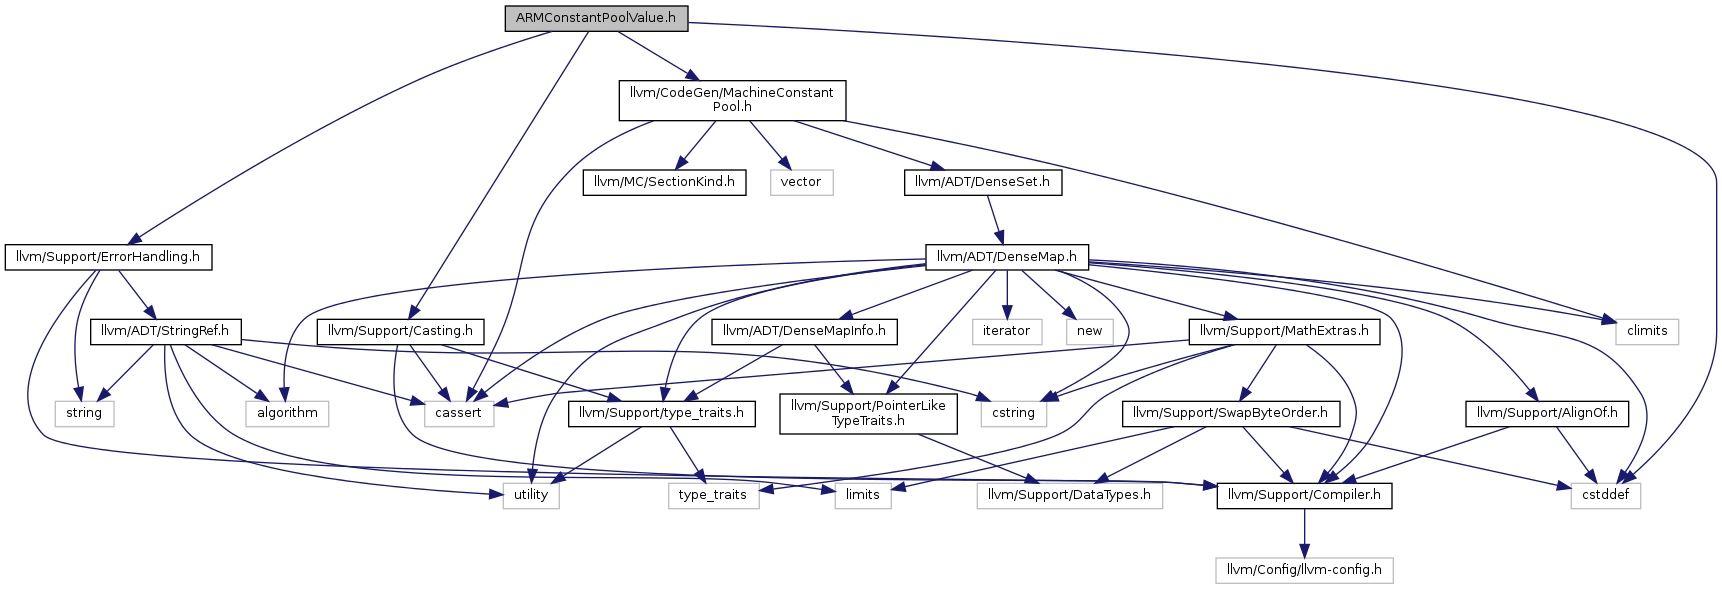 ARMConstantPoolValue.h
llvm/CodeGen/MachineConstant
Pool.h
llvm/MC/SectionKind.h
vector
llvm/ADT/DenseSet.h
llvm/Support/ErrorHandling.h
llvm/ADT/DenseMap.h
llvm/ADT/StringRef.h
llvm/Support/Casting.h
llvm/ADT/DenseMapInfo.h
iterator
new
llvm/Support/MathExtras.h
climits
string
algorithm
cassert
llvm/Support/type_traits.h
llvm/Support/PointerLike
TypeTraits.h
cstring
llvm/Support/SwapByteOrder.h
llvm/Support/AlignOf.h
utility
type_traits
limits
llvm/Support/DataTypes.h
llvm/Support/Compiler.h
cstddef
llvm/Config/llvm-config.h